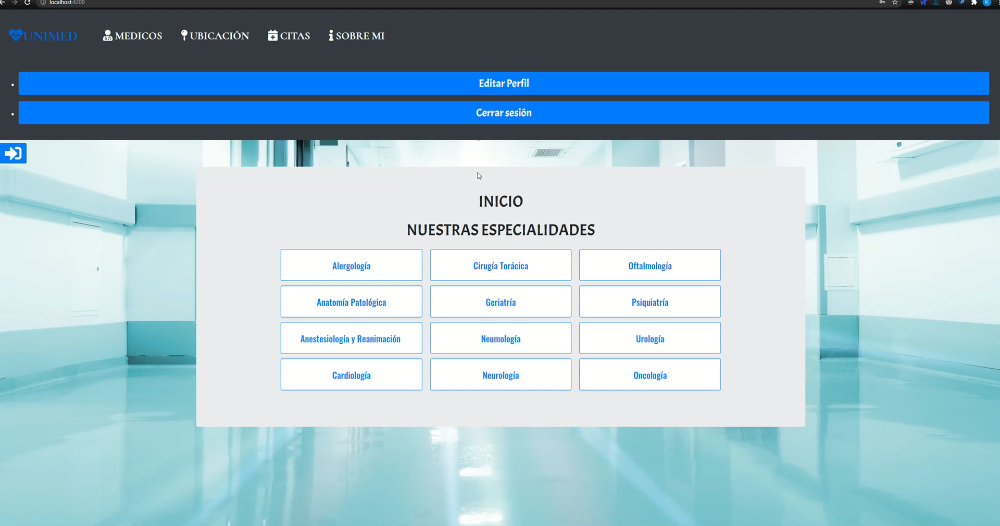 localhost:4200
K
UNIMED MEDICOS UBICACIÓN CITAS SOBRE MI
Editar Perfil
Cerrar sesión
INICIO
NUESTRAS ESPECIALIDADES
Alergología Cirugía Torácica Oftalmología
Anatomía Patológica Geriatría Psiquiatría
Anestesiología y Reanimación Neumología Urología
Cardiología Neurología Oncología